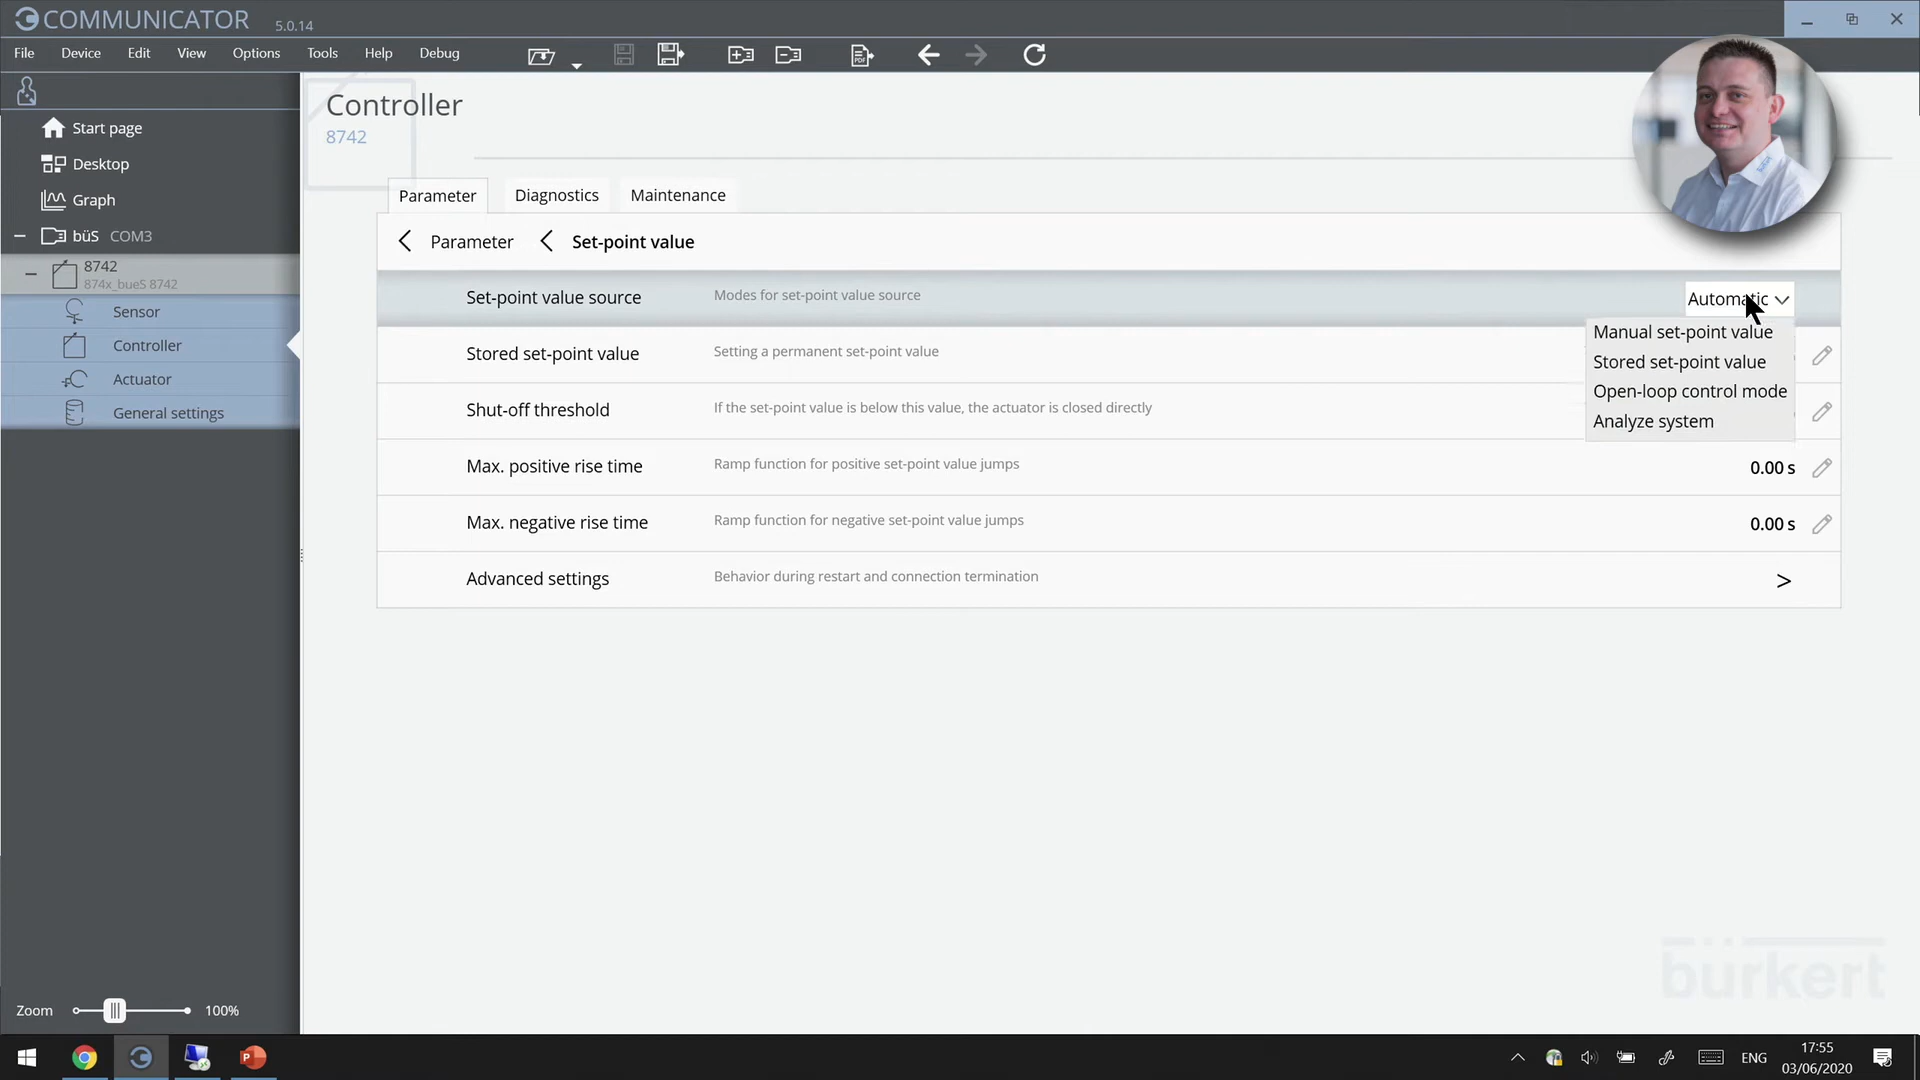 COMMUNICATOR 5.0.14
File Device Edit View Options Tools Help Debug
PDF
Start page
Desktop
Graph
büS COM3
8742
874x_bueS 8742
Sensor
Controller
Actuator
General settings
Zoom 100%
Controller
8742
Parameter Diagnostics Maintenance
Parameter Set-point value
Set-point value source Modes for set-point value source Automatic
Manual set-point value
Stored set-point value
Open-loop control mode
Analyze system
Stored set-point value Setting a permanent set-point value
Shut-off threshold If the set-point value is below this value, the actuator is closed directly
Max. positive rise time Ramp function for positive set-point value jumps 0.00 s
Max. negative rise time Ramp function for negative set-point value jumps 0.00 s
Advanced settings Behavior during restart and connection termination >
burkert
ENG
17:55
03/06/2020